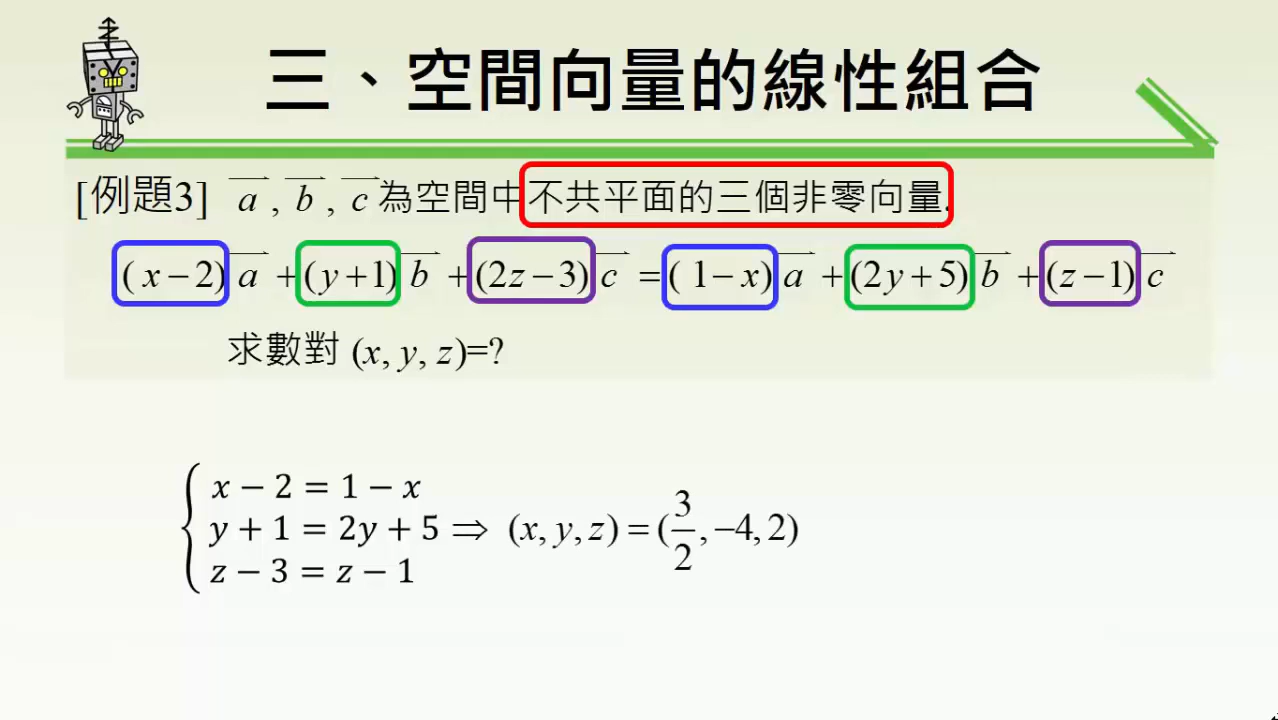 三、空間向量的線性組合
[例題3] a⃗, b⃗, c⃗ 為空間中不共平面的三個非零向量.
(x−2)a⃗+(y+1)b⃗+(2z−3)c⃗=(1−x)a⃗+(2y+5)b⃗+(z−1)c⃗
求數對 (x, y, z)=?
x − 2 = 1 − x
y + 1 = 2y + 5 ⇒ (x, y, z) = (3/2, −4, 2)
z − 3 = z − 1